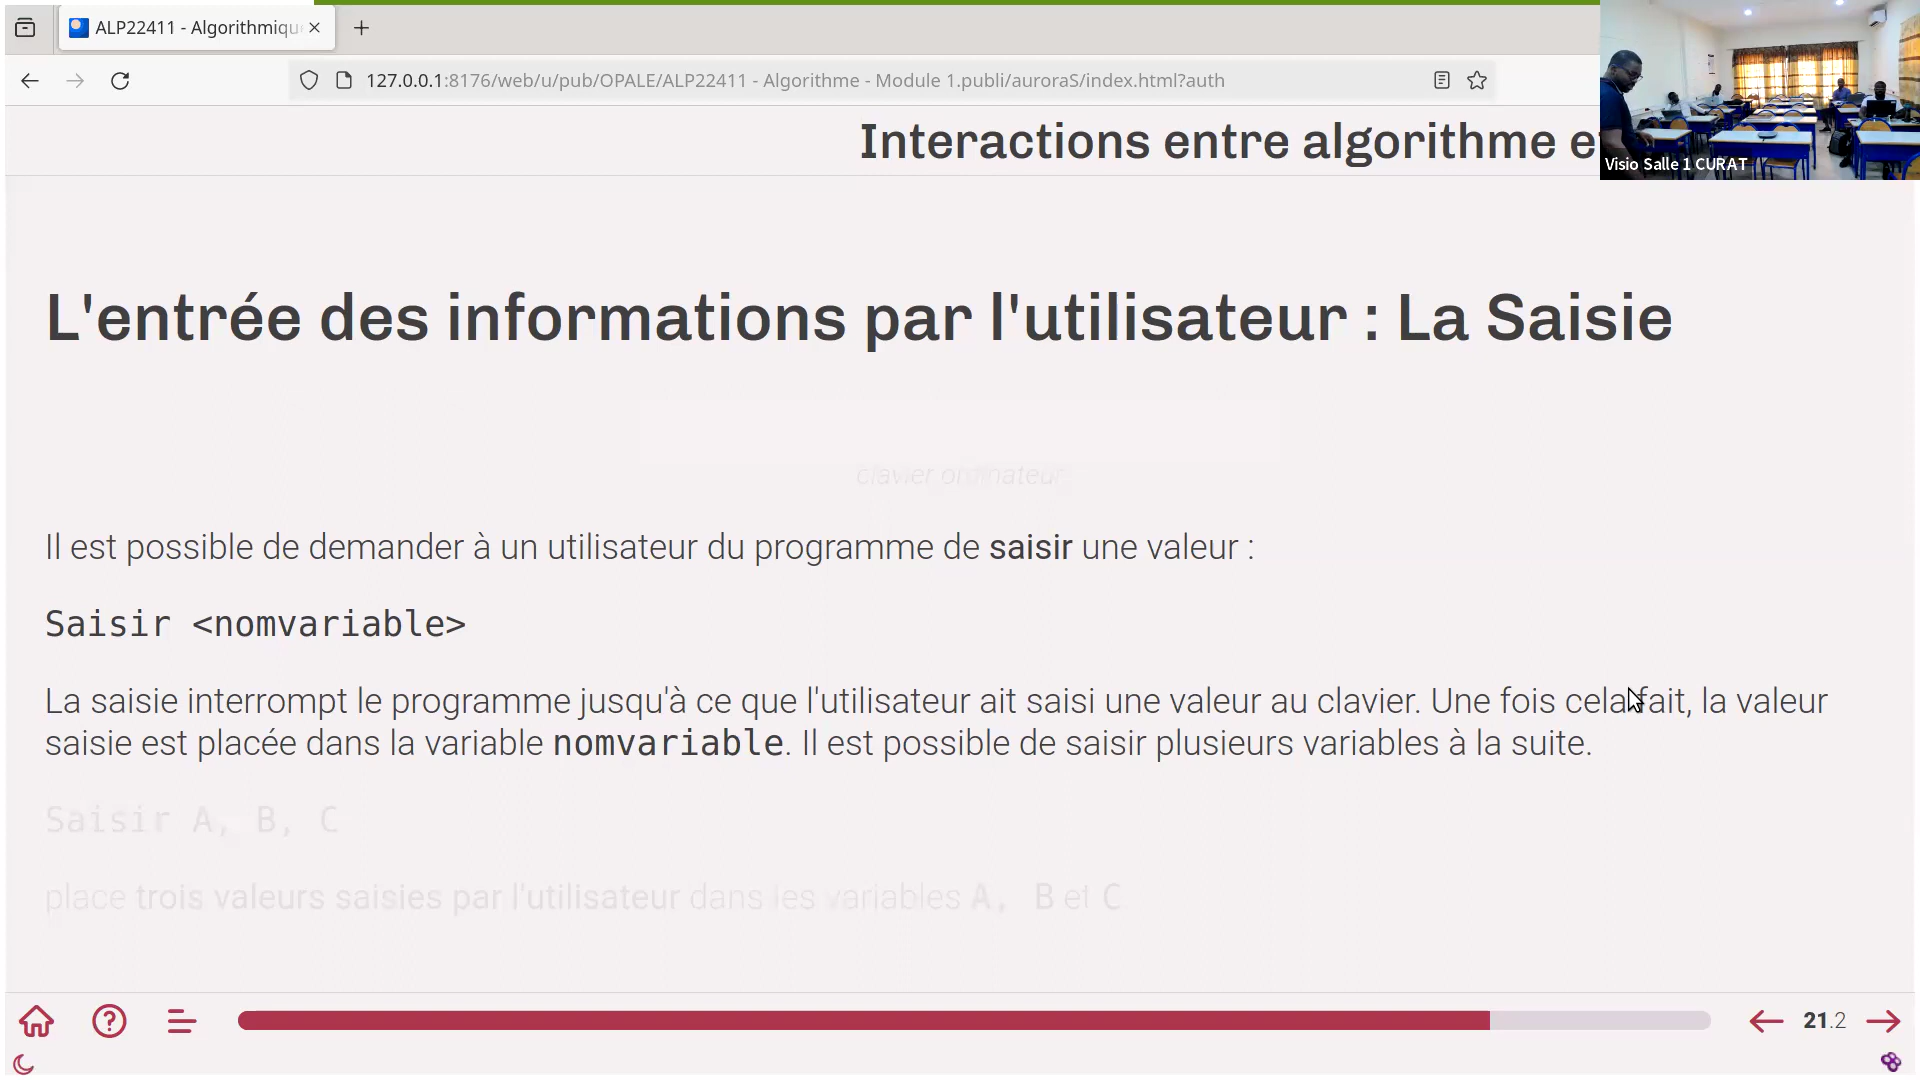 ALP22411 - Algorithmiqu
127.0.0.1:8176/web/u/pub/OPALE/ALP22411 - Algorithme - Module 1.publi/auroraS/index.html?auth
Interactions entre algorithme e
Visio Salle 1 CURAT
L'entrée des informations par l'utilisateur : La Saisie
clavier ordinateur
Il est possible de demander à un utilisateur du programme de saisir une valeur :
Saisir <nomvariable>
La saisie interrompt le programme jusqu'à ce que l'utilisateur ait saisi une valeur au clavier. Une fois cela fait, la valeur
saisie est placée dans la variable nomvariable. Il est possible de saisir plusieurs variables à la suite.
Saisir A, B, C
place trois valeurs saisies par l'utilisateur dans les variables A, B et C
21.2